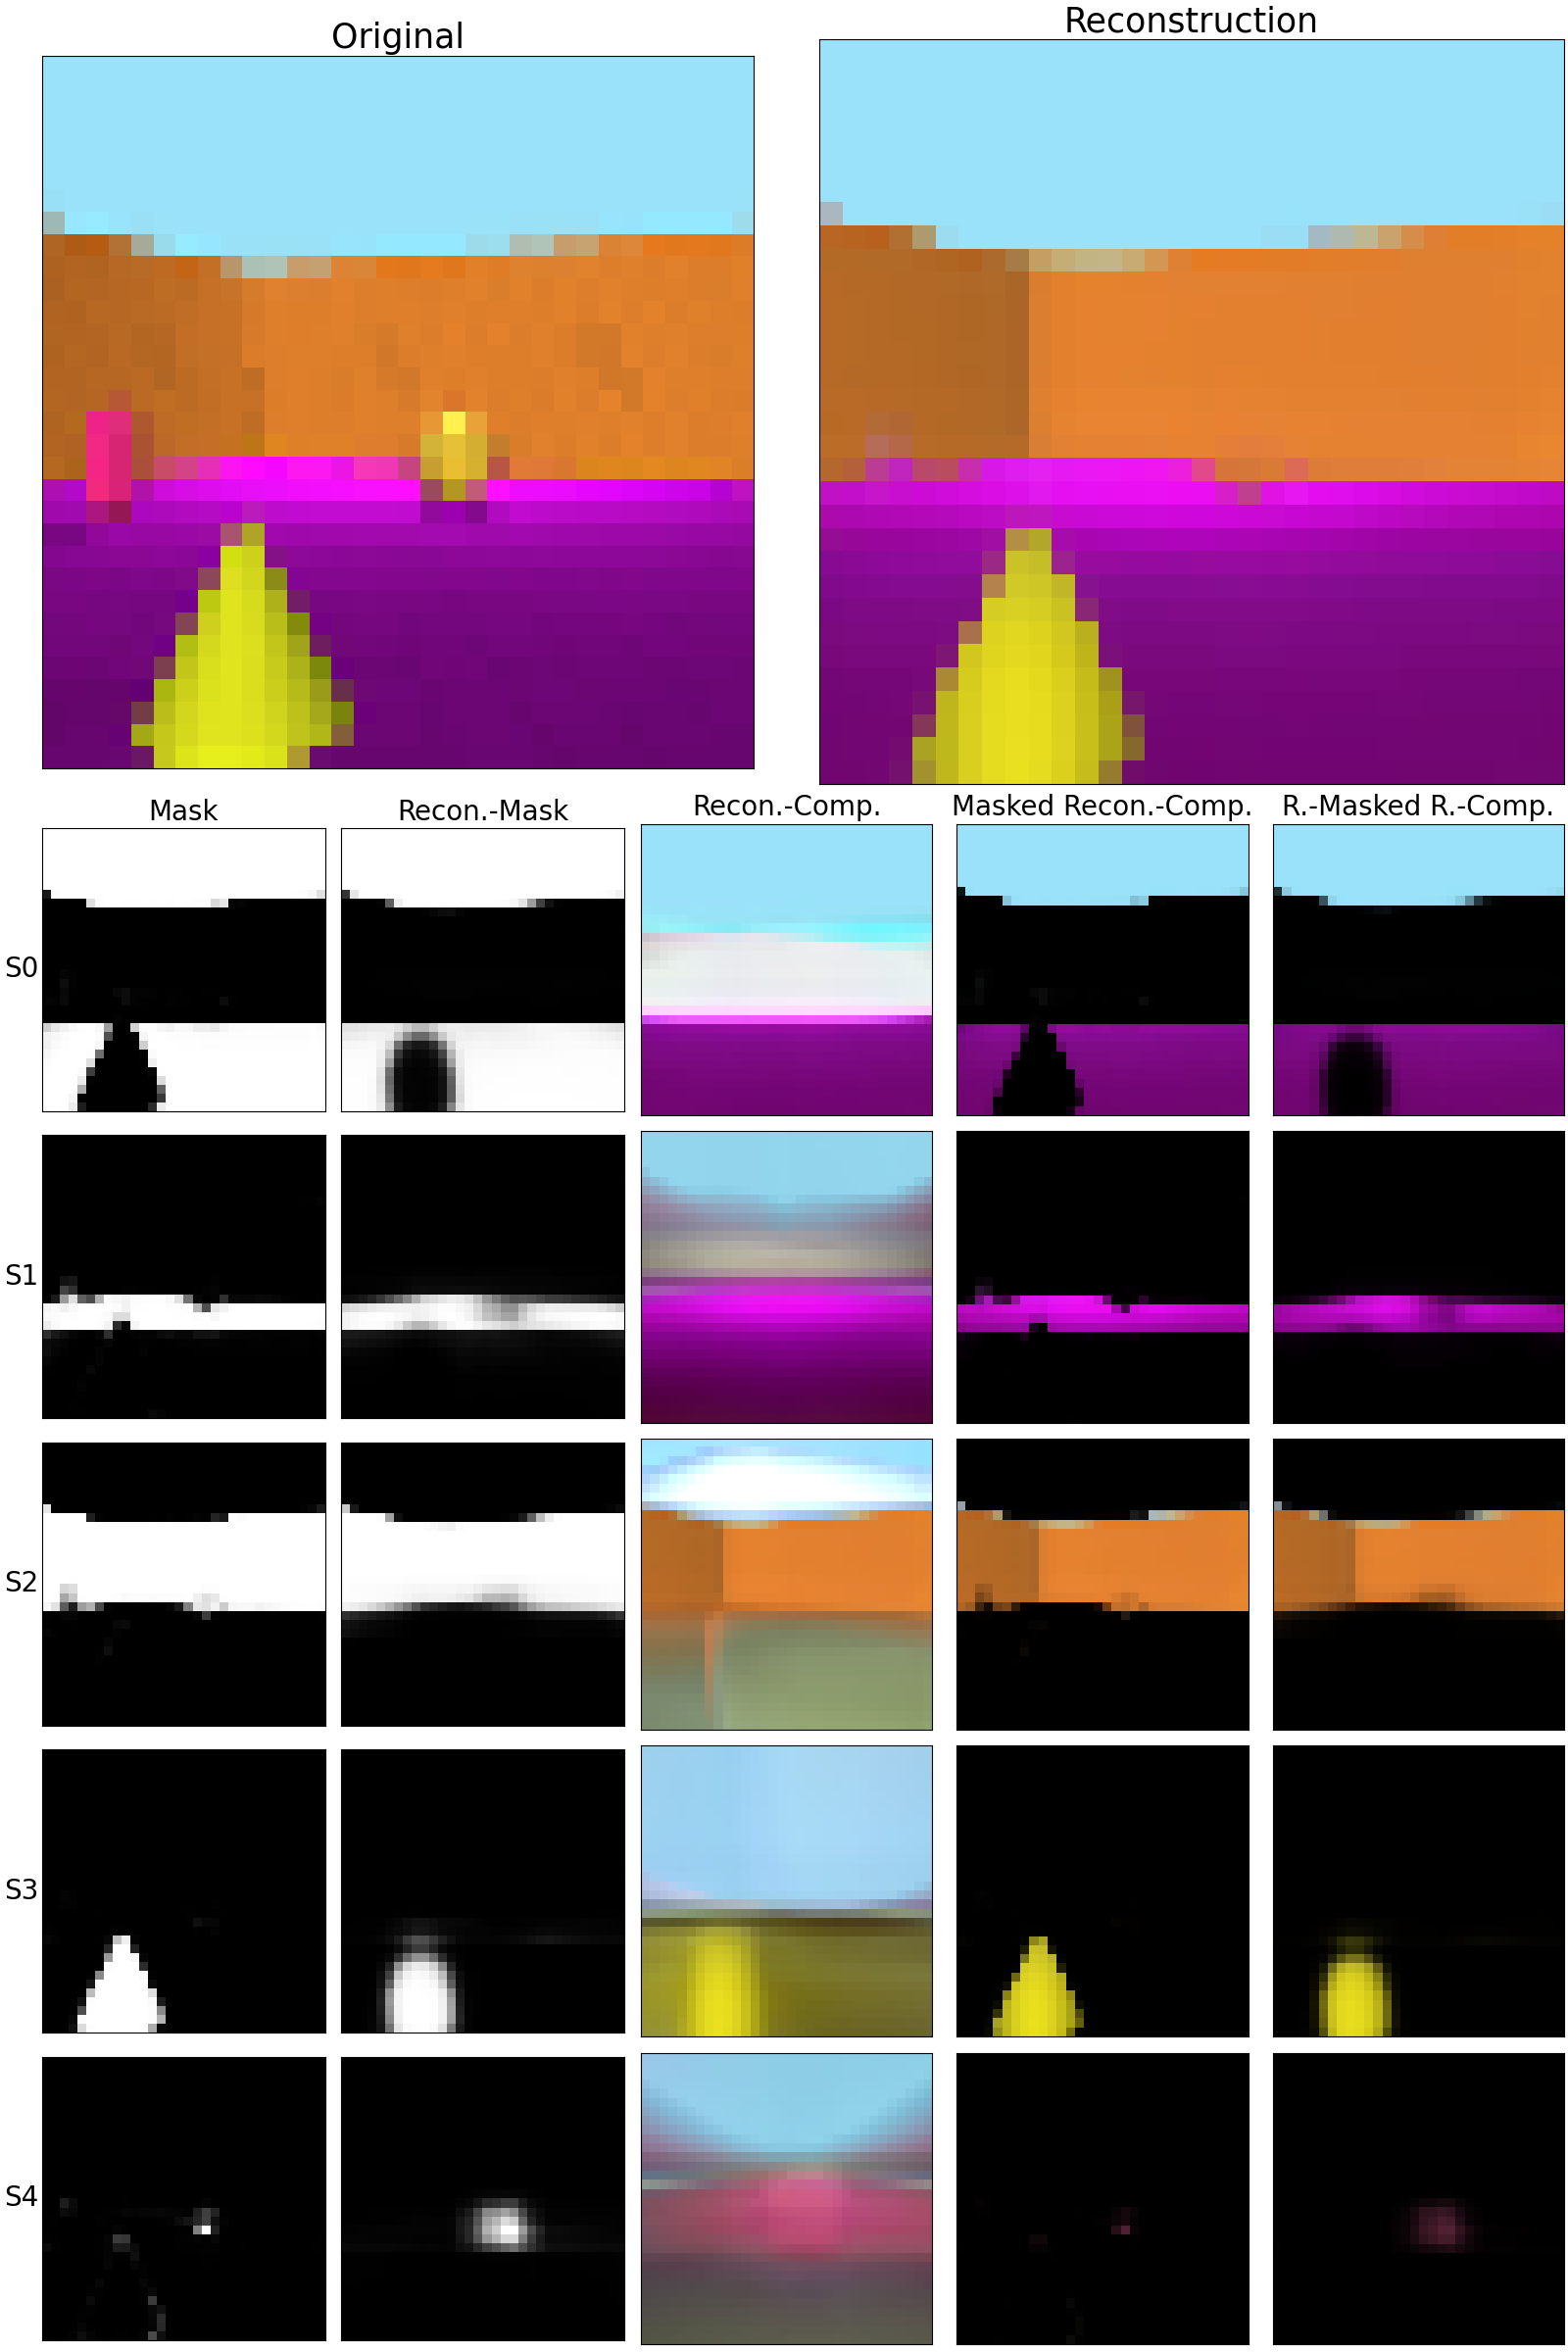 Original
Reconstruction
Mask
Recon.-Mask
Recon.-Comp.
Masked Recon.-Comp.
R.-Masked R.-Comp.
S0
S1
S2
S3
S4